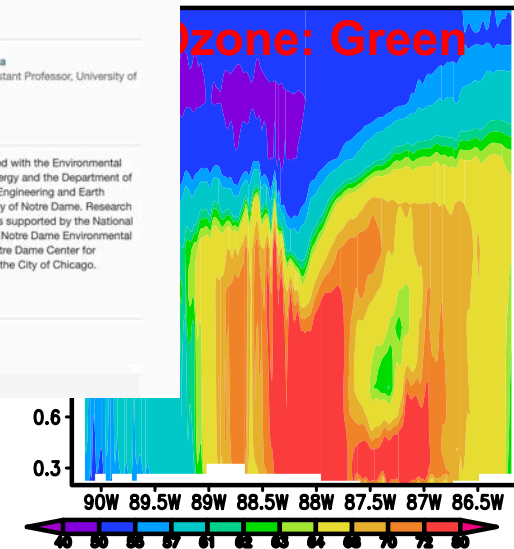 Ozone: Green
a
stant Professor, University of
ed with the Environmental
ergy and the Department of
Engineering and Earth
y of Notre Dame. Research
s supported by the National
Notre Dame Environmental
tre Dame Center for
the City of Chicago.
0.6
0.3
90W 89.5W 89W 88.5W 88W 87.5W 87W 86.5W
40 50 55 57 61 62 63 64 68 70 72 80